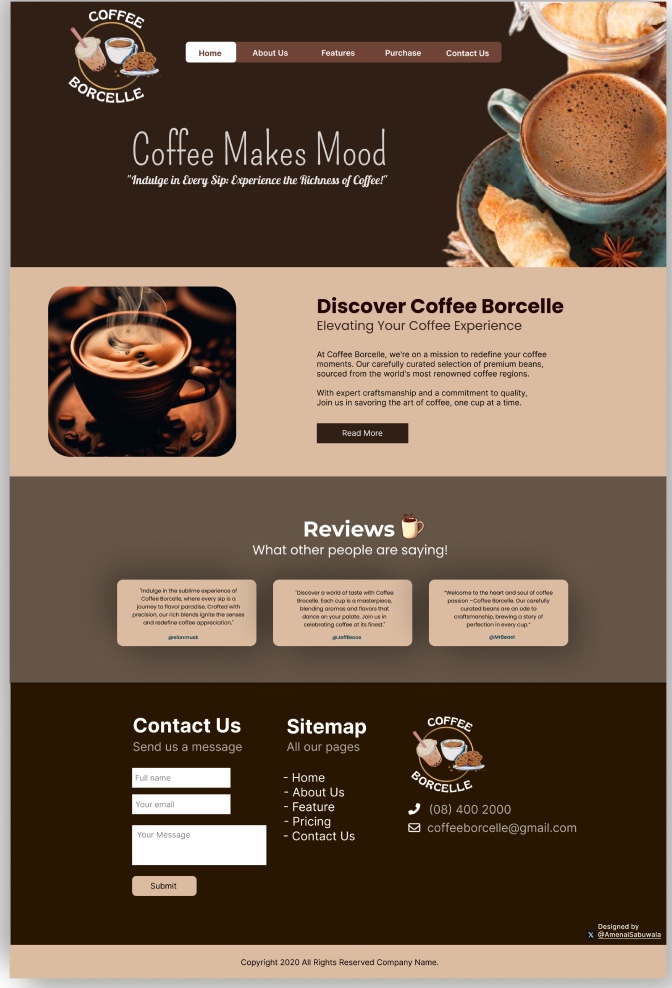 COFFEE
BORCELLE
Home About Us Features Purchase Contact Us
Coffee Makes Mood
"Indulge in Every Sip: Experience the Richness of Coffee!"
Discover Coffee Borcelle
Elevating Your Coffee Experience
At Coffee Borcelle, we're on a mission to redefine your coffee
moments. Our carefully curated selection of premium beans,
sourced from the world's most renowned coffee regions.
With expert craftsmanship and a commitment to quality,
Join us in savoring the art of coffee, one cup at a time.
Read More
Reviews
What other people are saying!
"Indulge in the sublime experience of
Coffee Borcelle, where every sip is a
journey to flavor paradise. Crafted with
precision, our rich blends ignite the senses
and redefine coffee appreciation."
@elonmusk
"Discover a world of taste with Coffee
Borcelle. Each cup is a masterpiece,
blending aromas and flavors that
dance on your palate. Join us in
celebrating coffee at its finest."
@JeffBezos
"Welcome to the heart and soul of coffee
passion –Coffee Borcelle. Our carefully
curated beans are an ode to
craftsmanship, brewing a story of
perfection in every cup."
@MrBeast
Contact Us
Send us a message
Full name
Your email
Your Message
Submit
Sitemap
All our pages
- Home
- About Us
- Feature
- Pricing
- Contact Us
COFFEE
BORCELLE
(08) 400 2000
coffeeborcelle@gmail.com
Designed by
@AmenalSabuwala
Copyright 2020 All Rights Reserved Company Name.